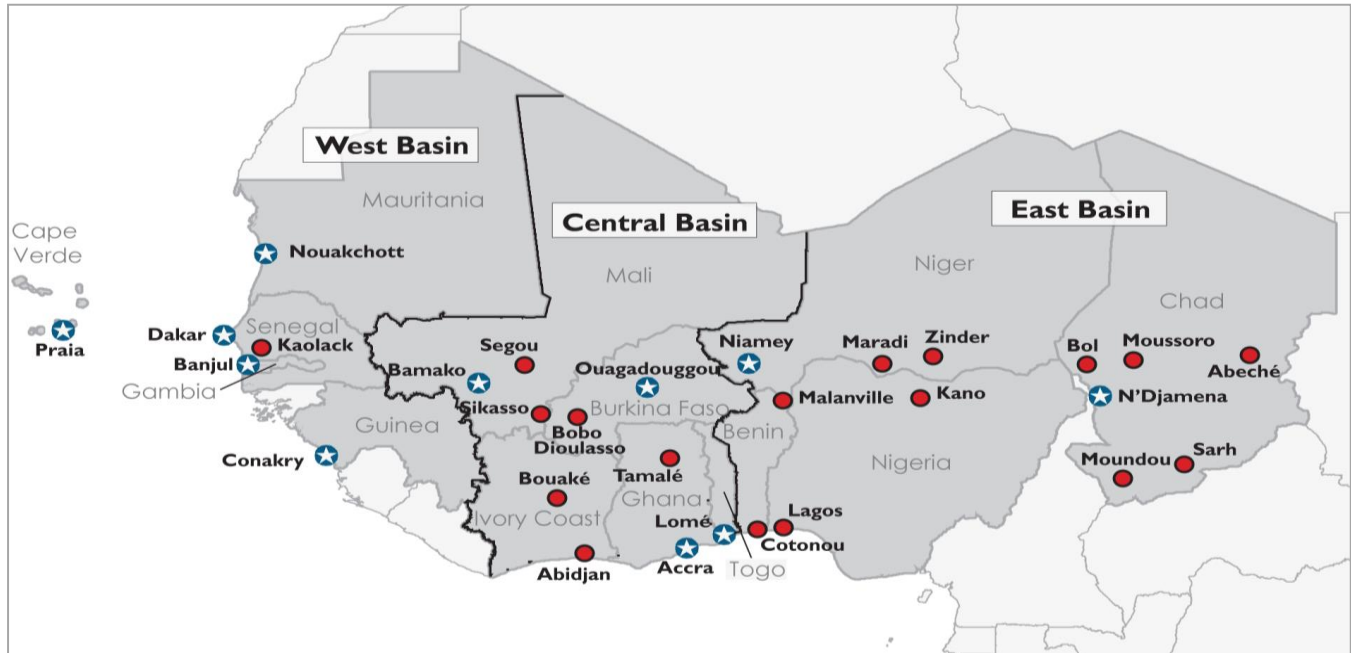 West Basin
Mauritania
Central Basin
East Basin
Cape
Verde
Nouakchott
Mali
Niger
Chad
Praia
Dakar
Senegal
Kaolack
Banjul
Gambia
Segou
Bamako
Ouagadouggou
Niamey
Maradi
Zinder
Bol
Moussoro
Abeché
Sikasso
Burkina Faso
Malanville
Kano
N'Djamena
Guinea
Bobo
Dioulasso
Benin
Conakry
Tamalé
Nigeria
Moundou
Sarh
Bouaké
Ghana
Ivory Coast
Lomé
Lagos
Cotonou
Abidjan
Accra
Togo